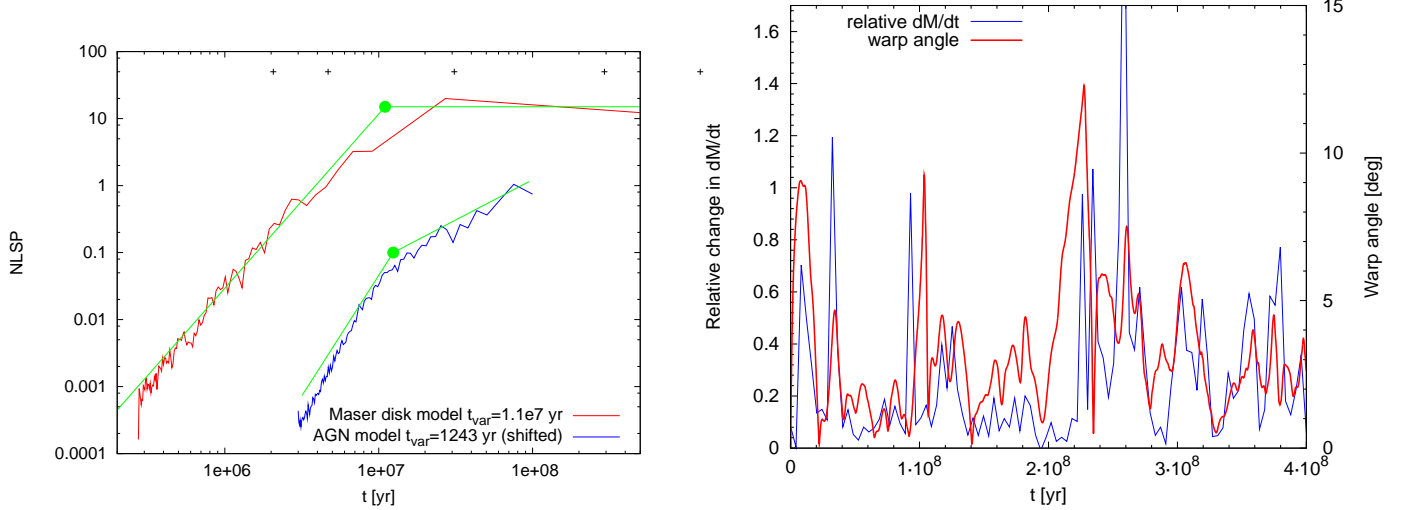 100
10
1
0.1
0.01
0.001
0.0001
NLSP
1e+06
1e+07
1e+08
t [yr]
Maser disk model t_var=1.1e7 yr
AGN model t_var=1243 yr (shifted)
relative dM/dt
warp angle
1.6
1.4
1.2
1
0.8
0.6
0.4
0.2
0
Relative change in dM/dt
15
10
5
0
Warp angle [deg]
0
1·10^8
2·10^8
3·10^8
4·10^8
t [yr]